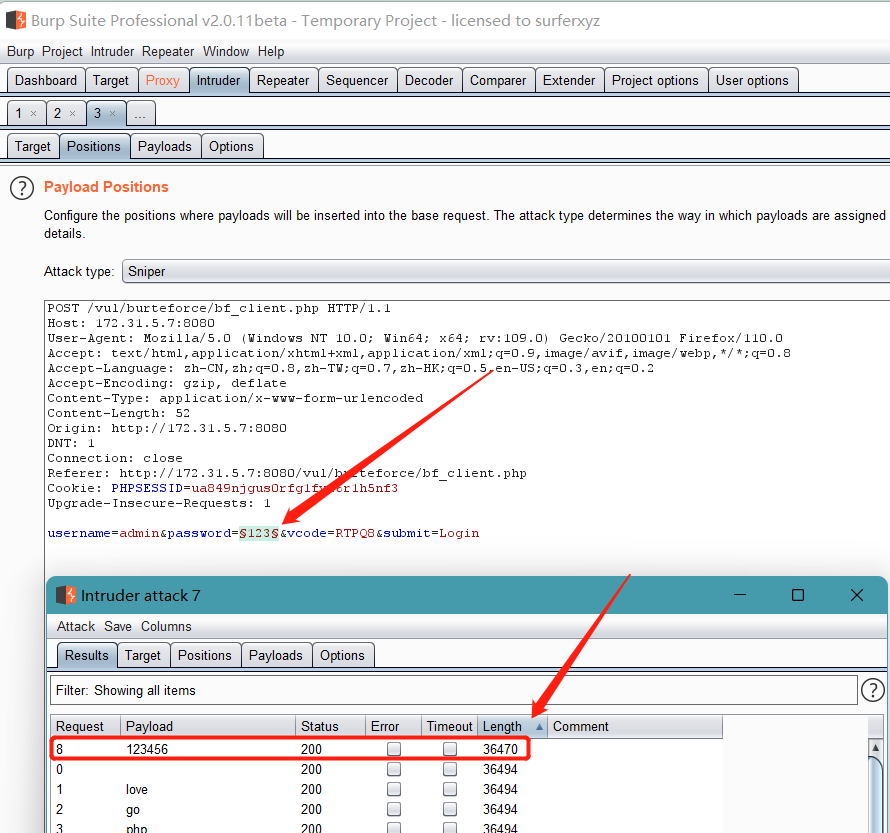 Burp Suite Professional v2.0.11beta - Temporary Project - licensed to surferxyz
Burp Project Intruder Repeater Window Help
Dashboard Target Proxy Intruder Repeater Sequencer Decoder Comparer Extender Project options User options
1 × 2 × 3 × ...
Target Positions Payloads Options
? Payload Positions
Configure the positions where payloads will be inserted into the base request. The attack type determines the way in which payloads are assigned
details.
Attack type: Sniper
POST /vul/burteforce/bf_client.php HTTP/1.1
Host: 172.31.5.7:8080
User-Agent: Mozilla/5.0 (Windows NT 10.0; Win64; x64; rv:109.0) Gecko/20100101 Firefox/110.0
Accept: text/html,application/xhtml+xml,application/xml;q=0.9,image/avif,image/webp,*/*;q=0.8
Accept-Language: zh-CN,zh;q=0.8,zh-TW;q=0.7,zh-HK;q=0.5,en-US;q=0.3,en;q=0.2
Accept-Encoding: gzip, deflate
Content-Type: application/x-www-form-urlencoded
Content-Length: 52
Origin: http://172.31.5.7:8080
DNT: 1
Connection: close
Referer: http://172.31.5.7:8080/vul/burteforce/bf_client.php
Cookie: PHPSESSID=
Upgrade-Insecure-Requests: 1
username=admin&password=§123§&vcode=RTPQ8&submit=Login
Intruder attack 7
Attack Save Columns
Results Target Positions Payloads Options
Filter: Showing all items ?
Request Payload Status Error Timeout Length Comment
8 123456 200 36470
0 200 36494
1 love 200 36494
2 go 200 36494
3 php 200 36494